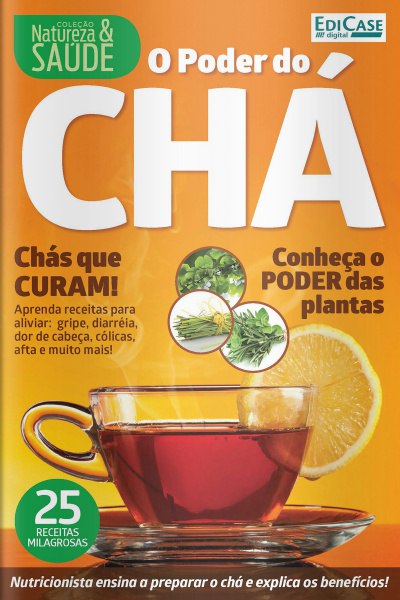 COLEÇÃO
Natureza &
SAÚDE
EDICASE
digital
O Poder do
CHÁ
Chás que
CURAM!
Aprenda receitas para
aliviar: gripe, diarréia,
dor de cabeça, cólicas,
afta e muito mais!
Conheça o
PODER das
plantas
25
RECEITAS
MILAGROSAS
Nutricionista ensina a preparar o chá e explica os benefícios!